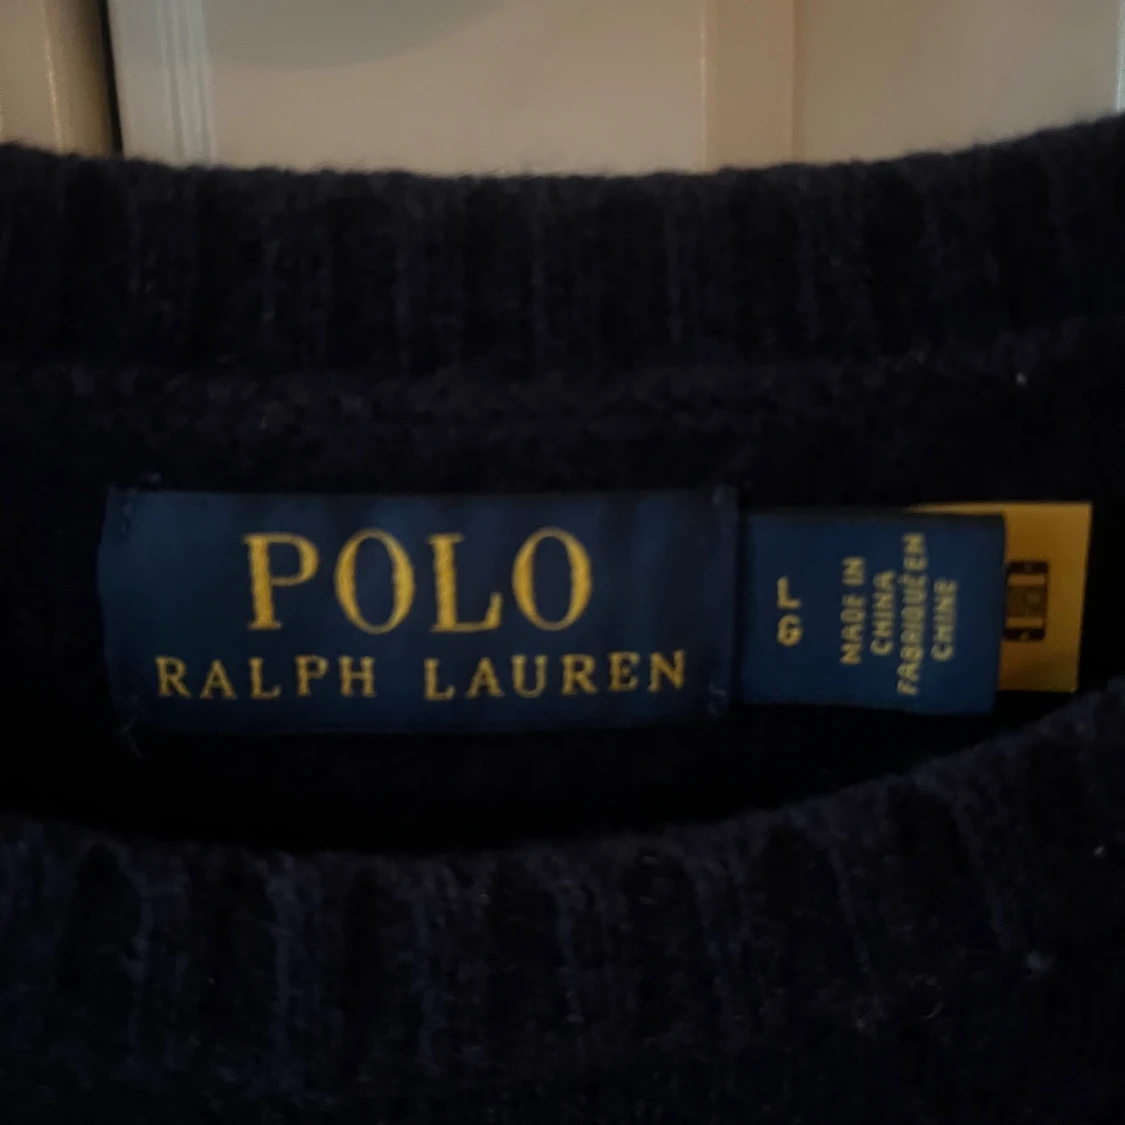 POLO
RALPH LAUREN
L
G
MADE IN
CHINA
FABRIQUÉ EN
CHINE